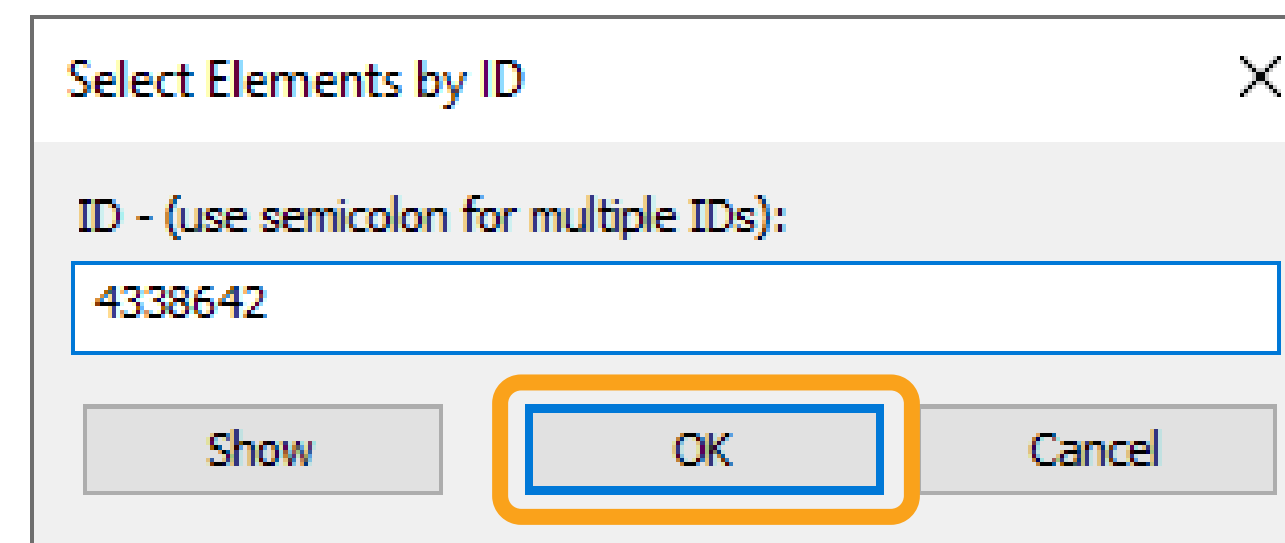 Select Elements by ID
ID - (use semicolon for multiple IDs):
4338642
Show OK Cancel